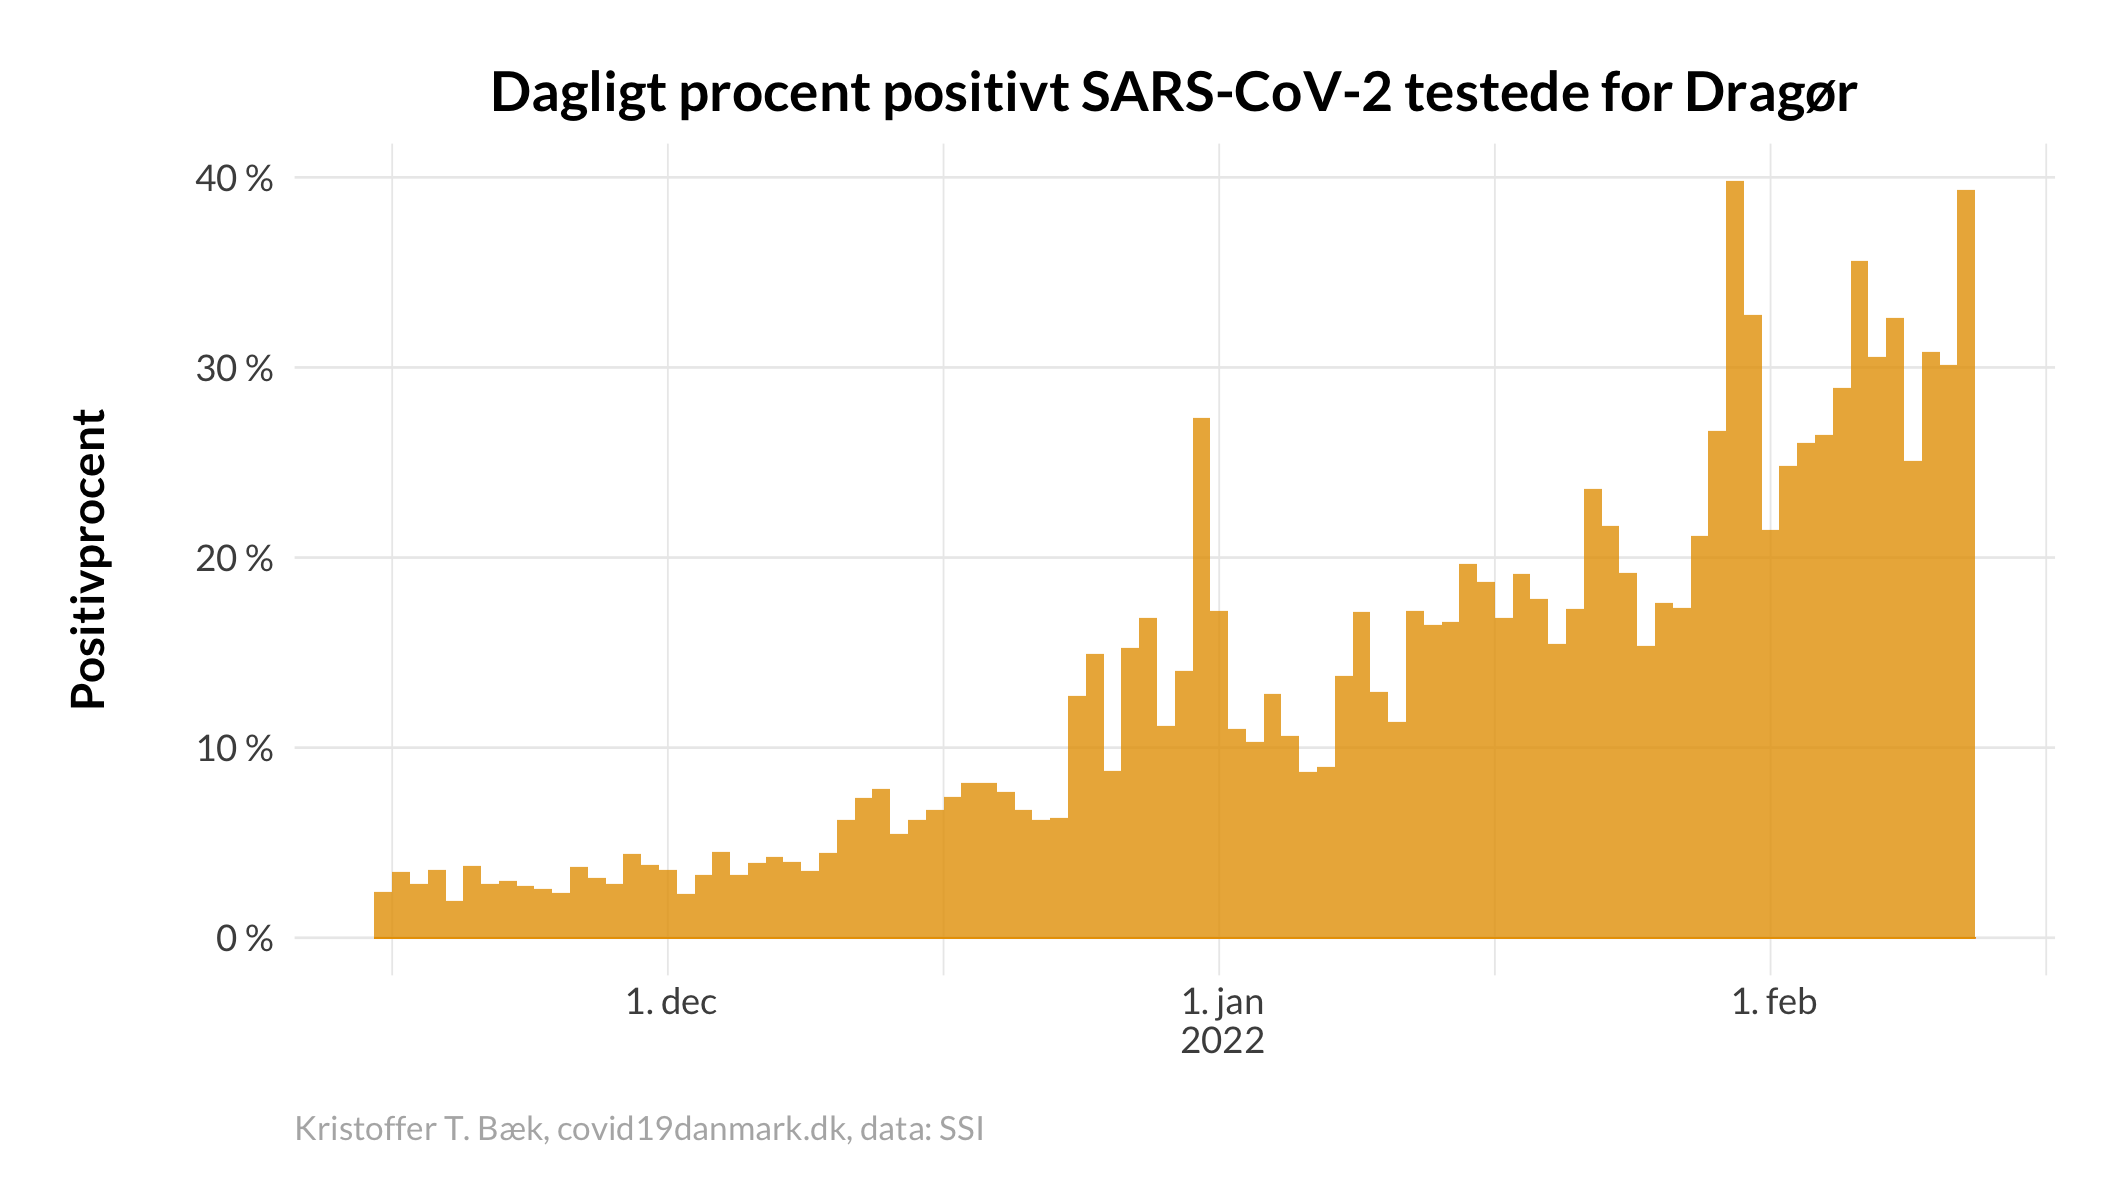 Dagligt procent positivt SARS-CoV-2 testede for Dragør
Positivprocent
40 %
30 %
20 %
10 %
0 %
1. dec
1. jan
2022
1. feb
Kristoffer T. Bæk, covid19danmark.dk, data: SSI